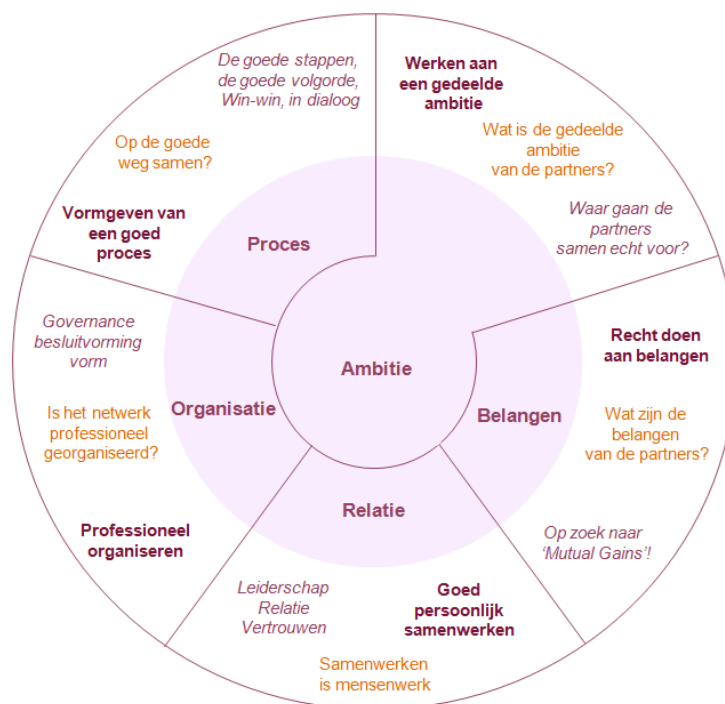 De goede stappen,
de goede volgorde,
Win-win, in dialoog
Op de goede
weg samen?
Vormgeven van
een goed
proces
Proces
Werken aan
een gedeelde
ambitie
Wat is de gedeelde
ambitie
van de partners?
Waar gaan de
partners
samen echt voor?
Ambitie
Recht doen
aan belangen
Wat zijn de
belangen
van de partners?
Op zoek naar
‘Mutual Gains’!
Belangen
Relatie
Goed
persoonlijk
samenwerken
Leiderschap
Relatie
Vertrouwen
Samenwerken
is mensenwerk
Organisatie
Governance
besluitvorming
vorm
Is het netwerk
professioneel
georganiseerd?
Professioneel
organiseren